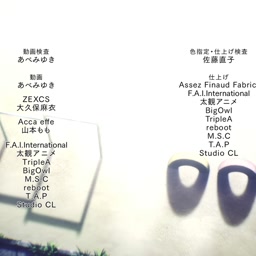 動画検査
あべみゆき
動画
あべみゆき
ZEXCS
大久保麻衣
Acca effe
山本もも
F.A.I.International
太観アニメ
TripleA
BigOwl
M.S.C
reboot
T.A.P
Studio CL
色指定・仕上げ検査
佐藤直子
仕上げ
Assez Finaud Fabric
F.A.I.International
太観アニメ
BigOwl
TripleA
reboot
M.S.C
T.A.P
Studio CL